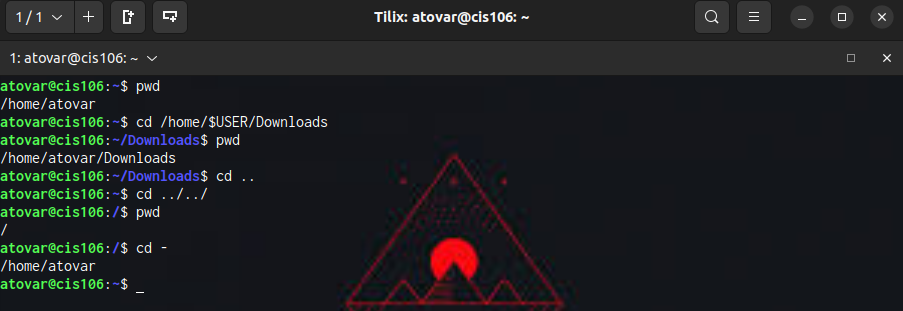 1 / 1
Tilix: atovar@cis106: ~
1: atovar@cis106: ~
atovar@cis106:~$ pwd
/home/atovar
atovar@cis106:~$ cd /home/$USER/Downloads
atovar@cis106:~/Downloads$ pwd
/home/atovar/Downloads
atovar@cis106:~/Downloads$ cd ..
atovar@cis106:~$ cd ../../
atovar@cis106:/$ pwd
/
atovar@cis106:/$ cd -
/home/atovar
atovar@cis106:~$ _